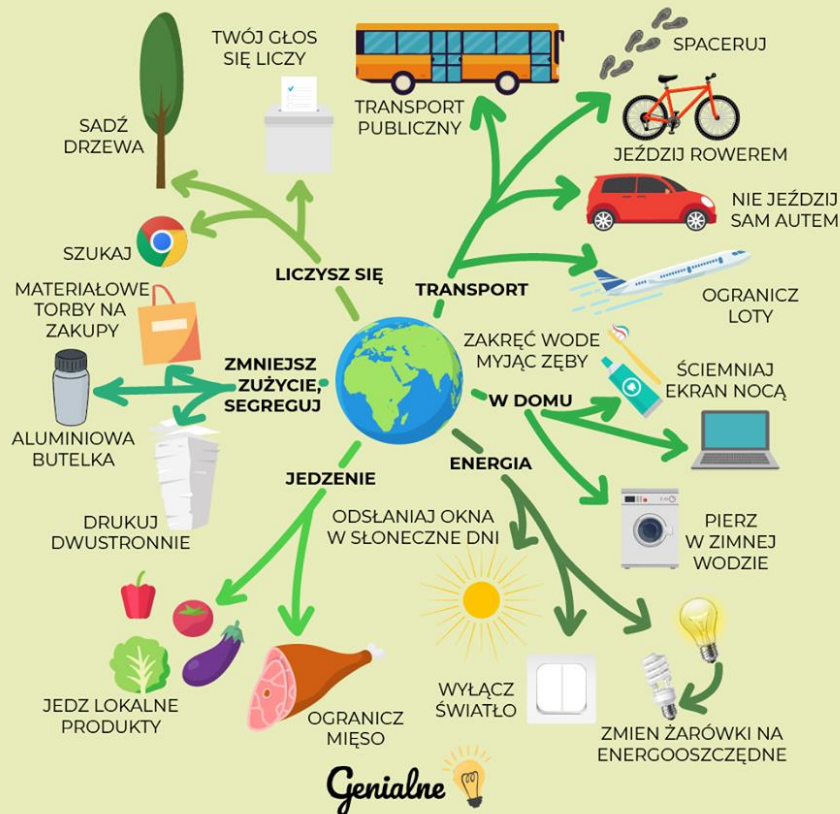 TWÓJ GŁOS
SIĘ LICZY
SADŹ
DRZEWA
SZUKAJ
LICZYSZ SIĘ
TRANSPORT
PUBLICZNY
SPACERUJ
JEŹDZIJ ROWEREM
NIE JEŹDZIJ
SAM AUTEM
OGRANICZ
LOTY
TRANSPORT
MATERIAŁOWE
TORBY NA
ZAKUPY
ALUMINIOWA
BUTELKA
DRUKUJ
DWUSTRONNIE
ZMNIEJSZ
ZUŻYCIE,
SEGREGUJ
ZAKRĘĆ WODE
MYJĄC ZĘBY
ŚCIEMNIAJ
EKRAN NOCĄ
W DOMU
PIERZ
W ZIMNEJ
WODZIE
JEDZENIE
JEDZ LOKALNE
PRODUKTY
OGRANICZ
MIĘSO
ENERGIA
ODSŁANIAJ OKNA
W SŁONECZNE DNI
WYŁĄCZ
ŚWIATŁO
ZMIEN ŻARÓWKI NA
ENERGOOSZCZĘDNE
Genialne